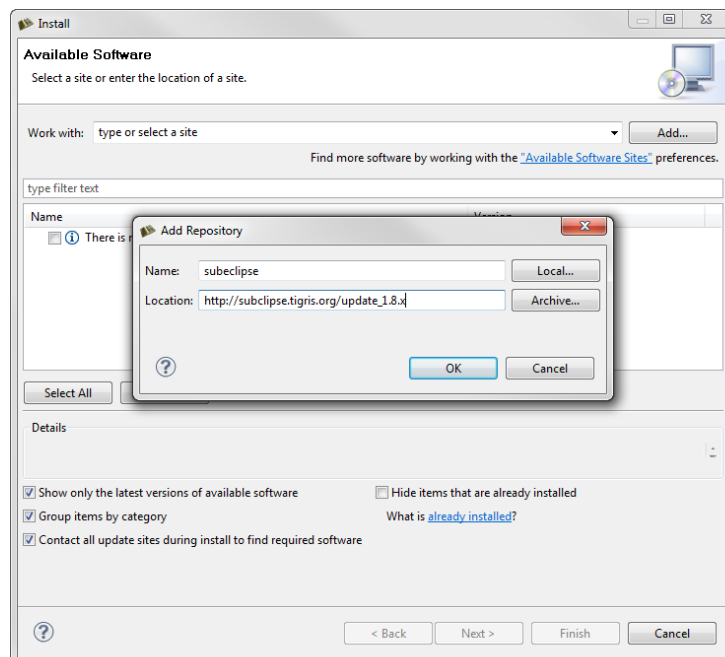 Install
Available Software
Select a site or enter the location of a site.
Work with: type or select a site Add...
Find more software by working with the "Available Software Sites" preferences.
type filter text
Name
There is
Add Repository
Name: subeclipse Local...
Location: http://subclipse.tigris.org/update_1.8.x Archive...
? OK Cancel
Select All
Details
Show only the latest versions of available software Hide items that are already installed
Group items by category What is already installed?
Contact all update sites during install to find required software
? < Back Next > Finish Cancel